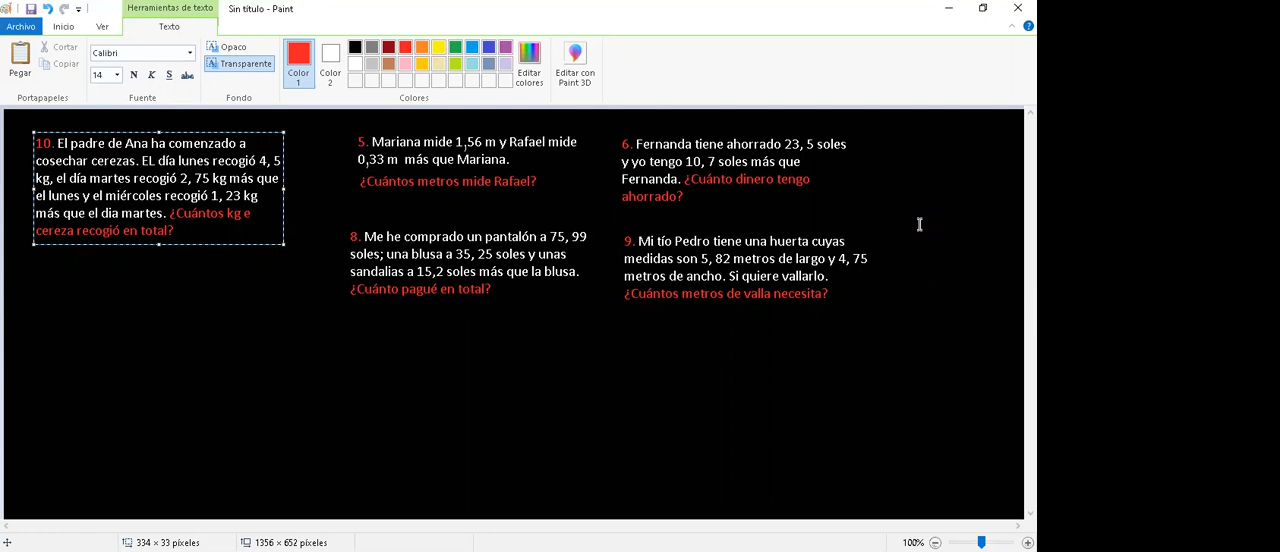 Herramientas de texto
Sin título - Paint
Archivo
Inicio
Ver
Texto
Pegar
Cortar
Copiar
Portapapeles
Calibri
14
N K S abc
Fuente
Opaco
Transparente
Fondo
Color 1
Color 2
Editar colores
Colores
Editar con Paint 3D
10. El padre de Ana ha comenzado a
cosechar cerezas. EL día lunes recogió 4, 5
kg, el día martes recogió 2, 75 kg más que
el lunes y el miércoles recogió 1, 23 kg
más que el dia martes. ¿Cuántos kg e
cereza recogió en total?
5. Mariana mide 1,56 m y Rafael mide
0,33 m  más que Mariana.
¿Cuántos metros mide Rafael?
6. Fernanda tiene ahorrado 23, 5 soles
y yo tengo 10, 7 soles más que
Fernanda. ¿Cuánto dinero tengo
ahorrado?
8. Me he comprado un pantalón a 75, 99
soles; una blusa a 35, 25 soles y unas
sandalias a 15,2 soles más que la blusa.
¿Cuánto pagué en total?
9. Mi tío Pedro tiene una huerta cuyas
medidas son 5, 82 metros de largo y 4, 75
metros de ancho. Si quiere vallarlo.
¿Cuántos metros de valla necesita?
334 × 33 píxeles
1356 × 652 píxeles
100%